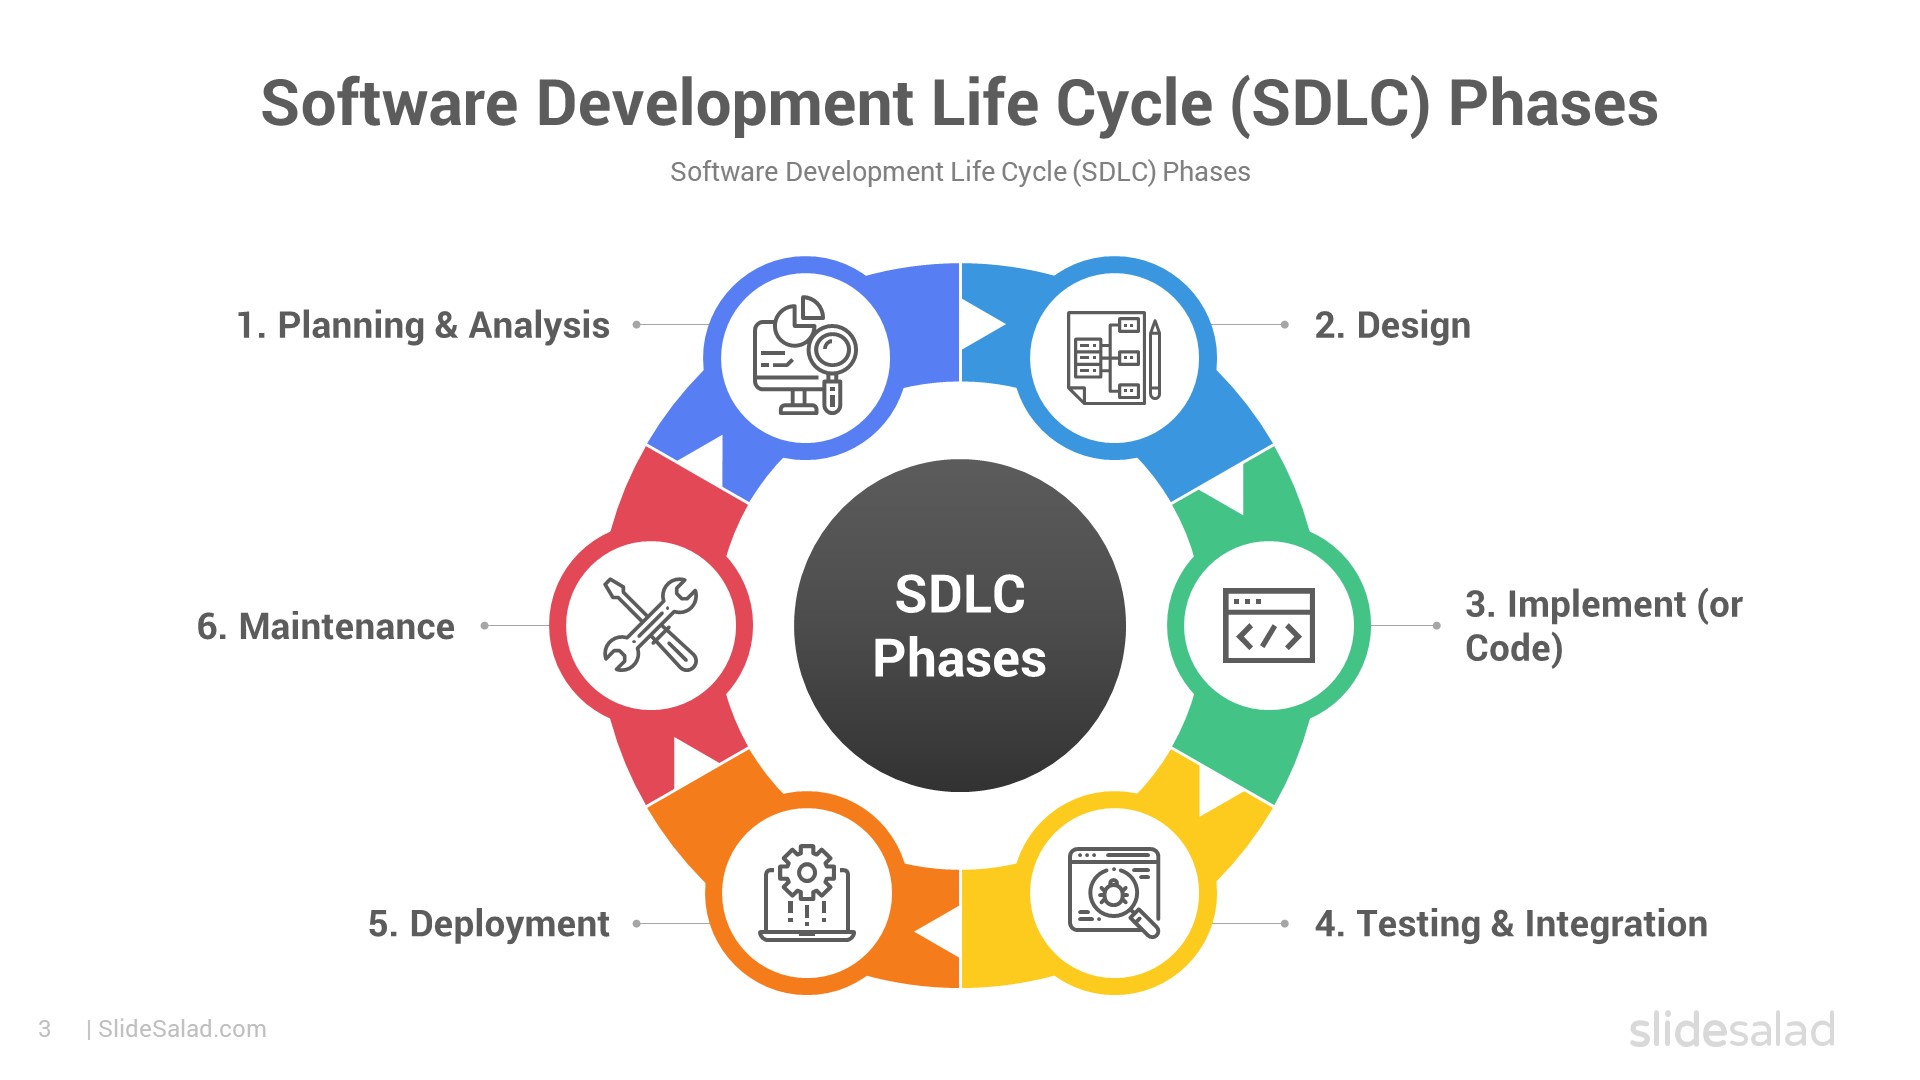 Software Development Life Cycle (SDLC) Phases
Software Development Life Cycle (SDLC) Phases
1. Planning & Analysis
2. Design
SDLC
Phases
3. Implement (or
Code)
6. Maintenance
5. Deployment
4. Testing & Integration
3 | SlideSalad.com
slidesalad